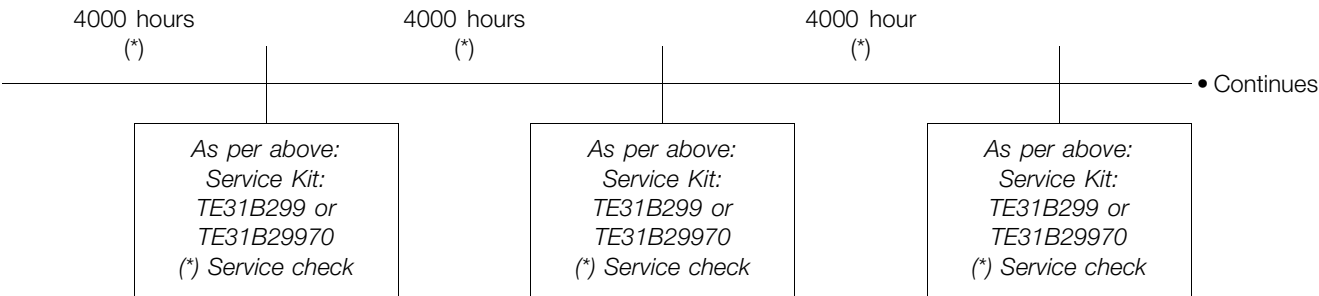 4000 hours
(*)
4000 hours
(*)
4000 hour
(*)
• Continues
As per above:
Service Kit:
TE31B299 or
TE31B29970
(*) Service check
As per above:
Service Kit:
TE31B299 or
TE31B29970
(*) Service check
As per above:
Service Kit:
TE31B299 or
TE31B29970
(*) Service check